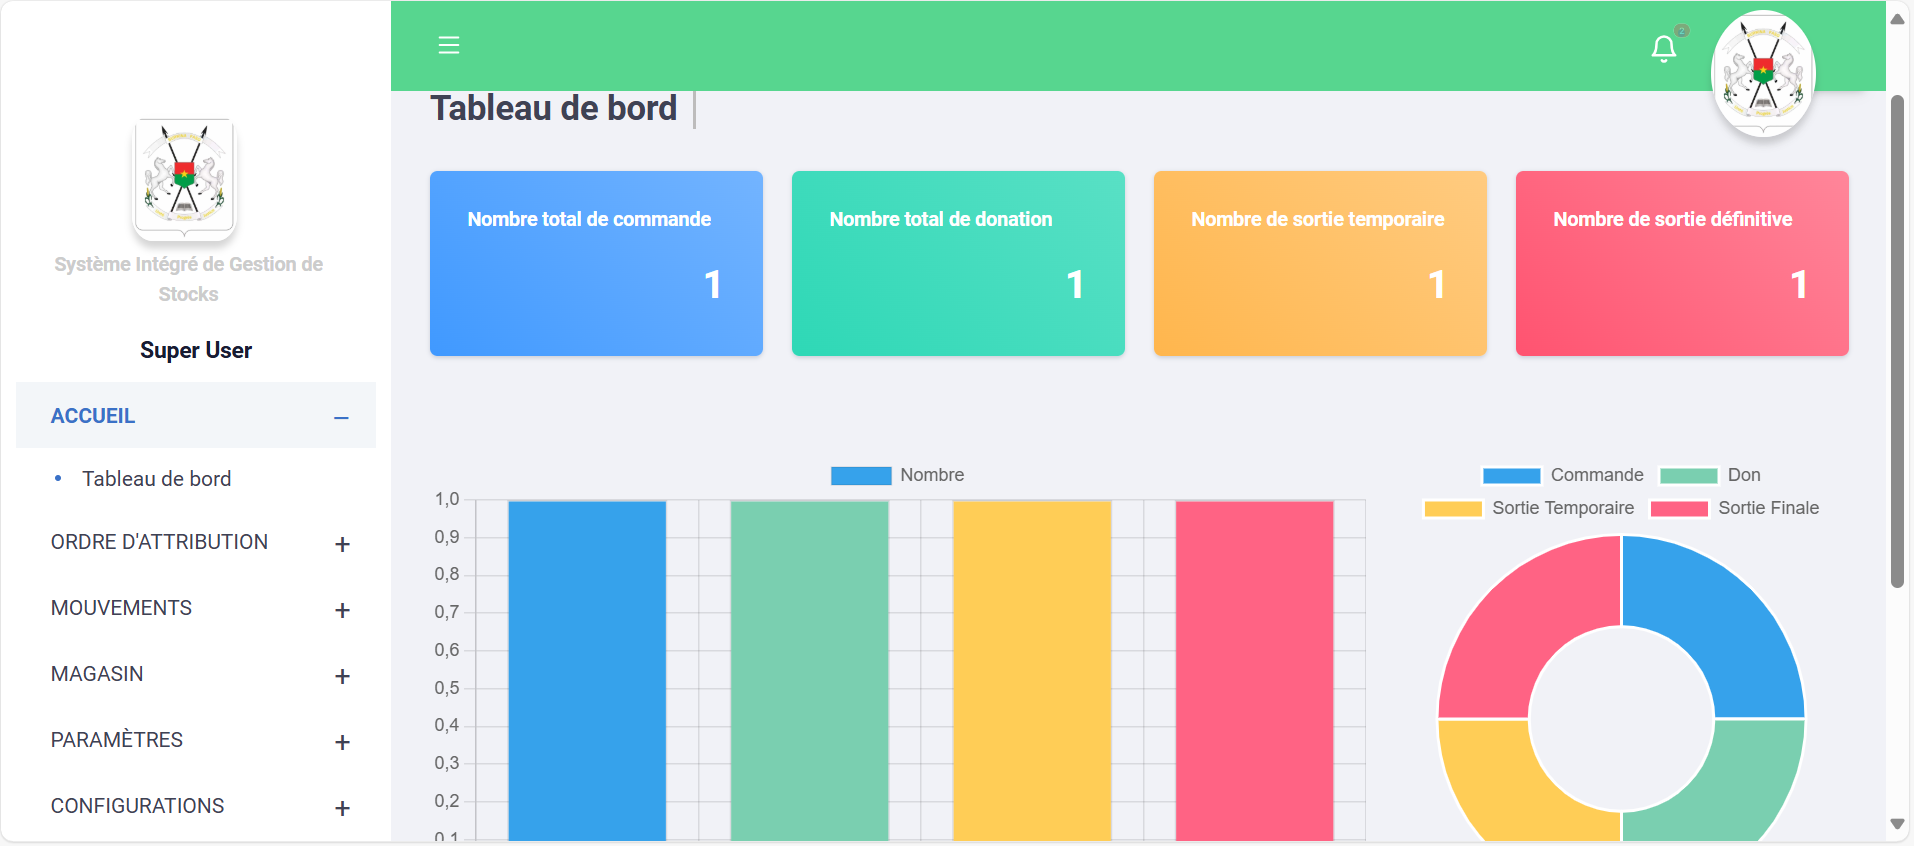 2
Système Intégré de Gestion de
Stocks
Super User
ACCUEIL
Tableau de bord
ORDRE D'ATTRIBUTION
MOUVEMENTS
MAGASIN
PARAMÈTRES
CONFIGURATIONS
Tableau de bord
Nombre total de commande
1
Nombre total de donation
1
Nombre de sortie temporaire
1
Nombre de sortie définitive
1
Nombre
1,0
0,9
0,8
0,7
0,6
0,5
0,4
0,3
0,2
0,1
Commande Don
Sortie Temporaire Sortie Finale